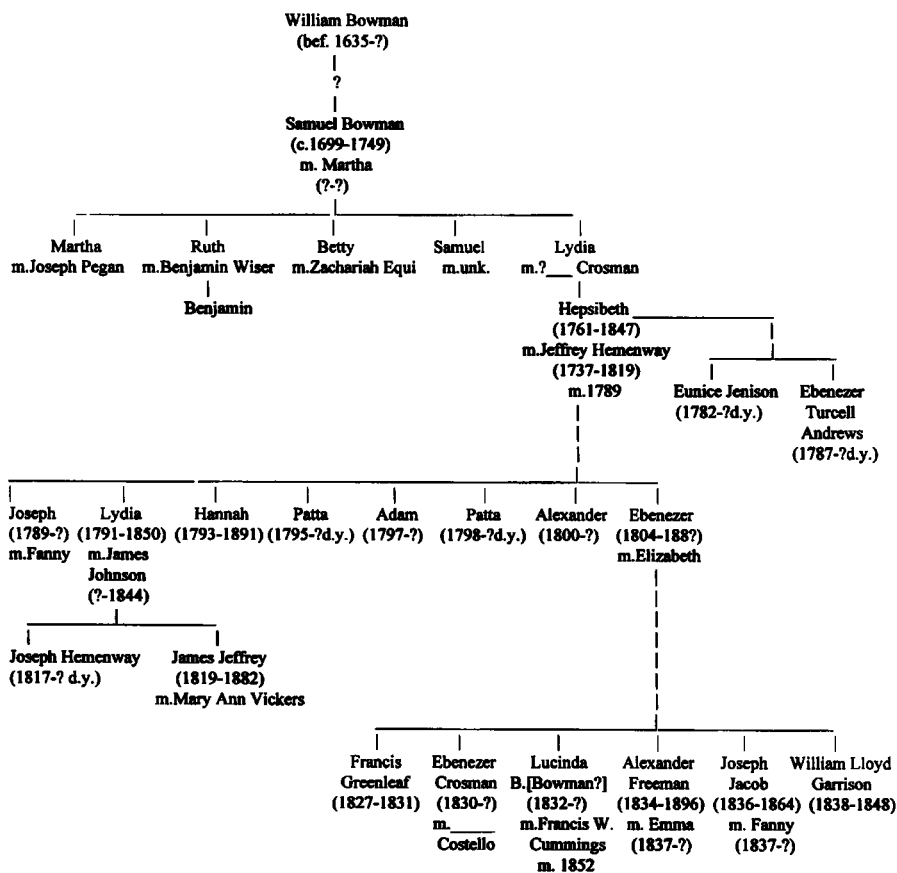 William Bowman
(bef. 1635-?)
?
Samuel Bowman
(c.1699-1749)
m. Martha
(?-?)
Martha
m.Joseph Pegan
Ruth
m.Benjamin Wiser
Benjamin
Betty
m.Zachariah Equi
Samuel
m.unk.
Lydia
m.?___ Crosman
Hepsibeth
(1761-1847)
m.Jeffrey Hemenway
(1737-1819)
m.1789
Eunice Jenison
(1782-?d.y.)
Ebenezer
Turcell
Andrews
(1787-?d.y.)
Joseph
(1789-?)
m.Fanny
Lydia
(1791-1850)
m.James
Johnson
(?-1844)
Hannah
(1793-1891)
Patta
(1795-?d.y.)
Adam
(1797-?)
Patta
(1798-?d.y.)
Alexander
(1800-?)
Ebenezer
(1804-188?)
m.Elizabeth
Joseph Hemenway
(1817-? d.y.)
James Jeffrey
(1819-1882)
m.Mary Ann Vickers
Francis
Greenleaf
(1827-1831)
Ebenezer
Crosman
(1830-?)
m.____
Costello
Lucinda
B.[Bowman?]
(1832-?)
m.Francis W.
Cummings
m. 1852
Alexander
Freeman
(1834-1896)
m. Emma
(1837-?)
Joseph
Jacob
(1836-1864)
m. Fanny
(1837-?)
William Lloyd
Garrison
(1838-1848)